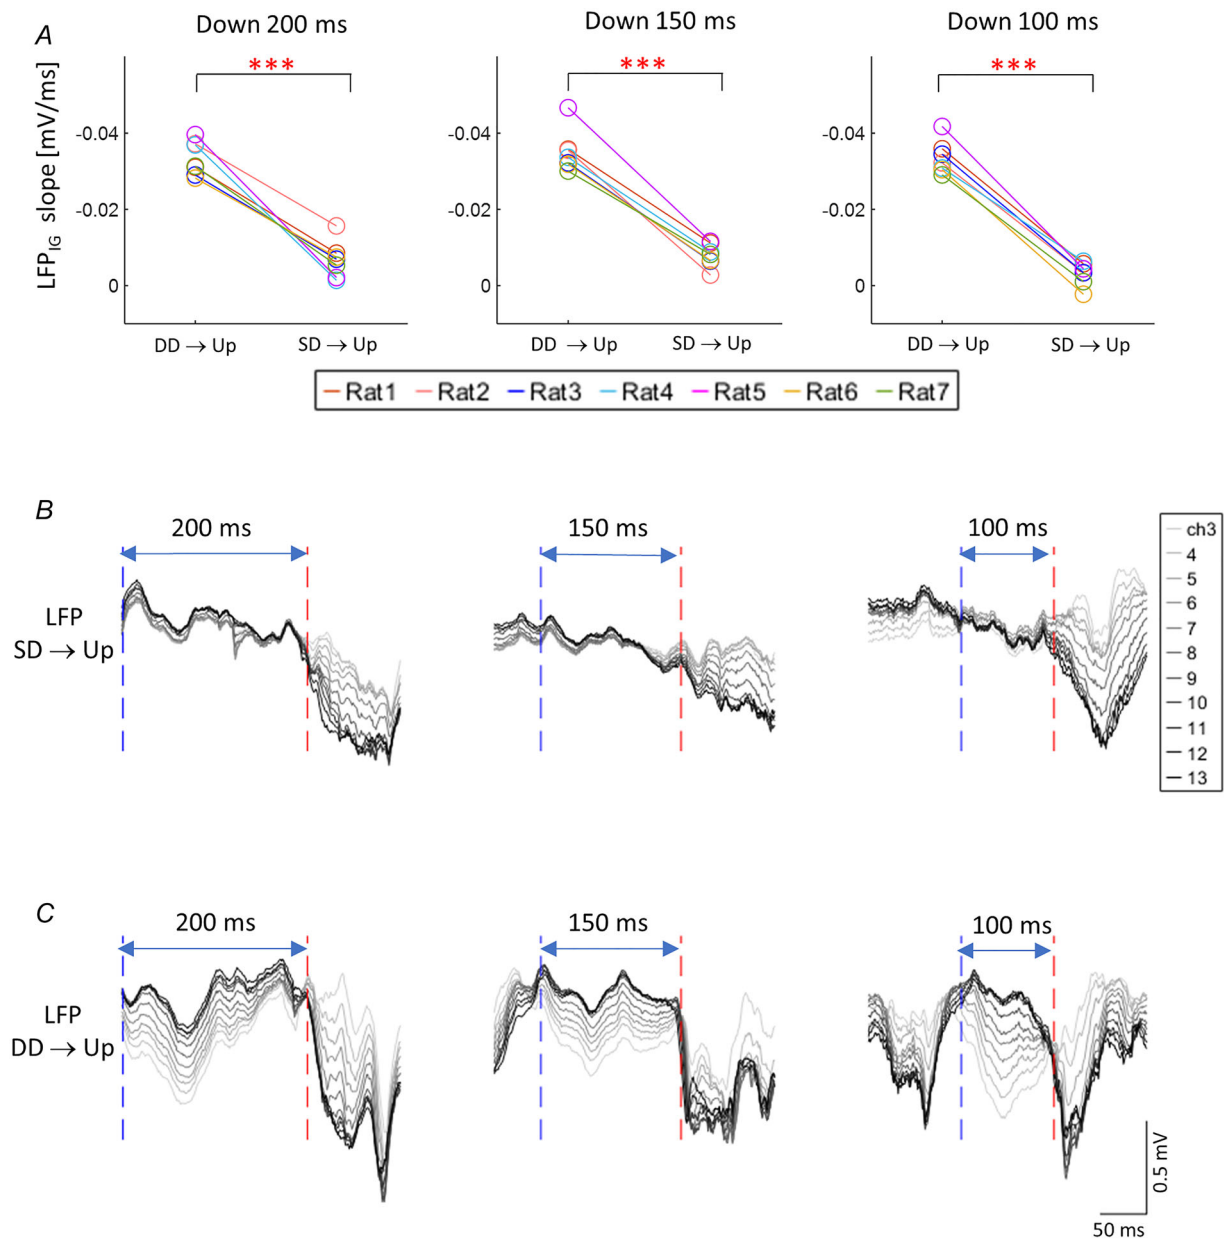 A
Down 200 ms
Down 150 ms
Down 100 ms
LFP_IG slope [mV/ms]
***
***
***
-0.04
-0.02
0
-0.04
-0.02
0
-0.04
-0.02
0
DD → Up
SD → Up
DD → Up
SD → Up
DD → Up
SD → Up
Rat1 Rat2 Rat3 Rat4 Rat5 Rat6 Rat7
B
200 ms
150 ms
100 ms
LFP
SD → Up
ch3
4
5
6
7
8
9
10
11
12
13
C
200 ms
150 ms
100 ms
LFP
DD → Up
0.5 mV
50 ms